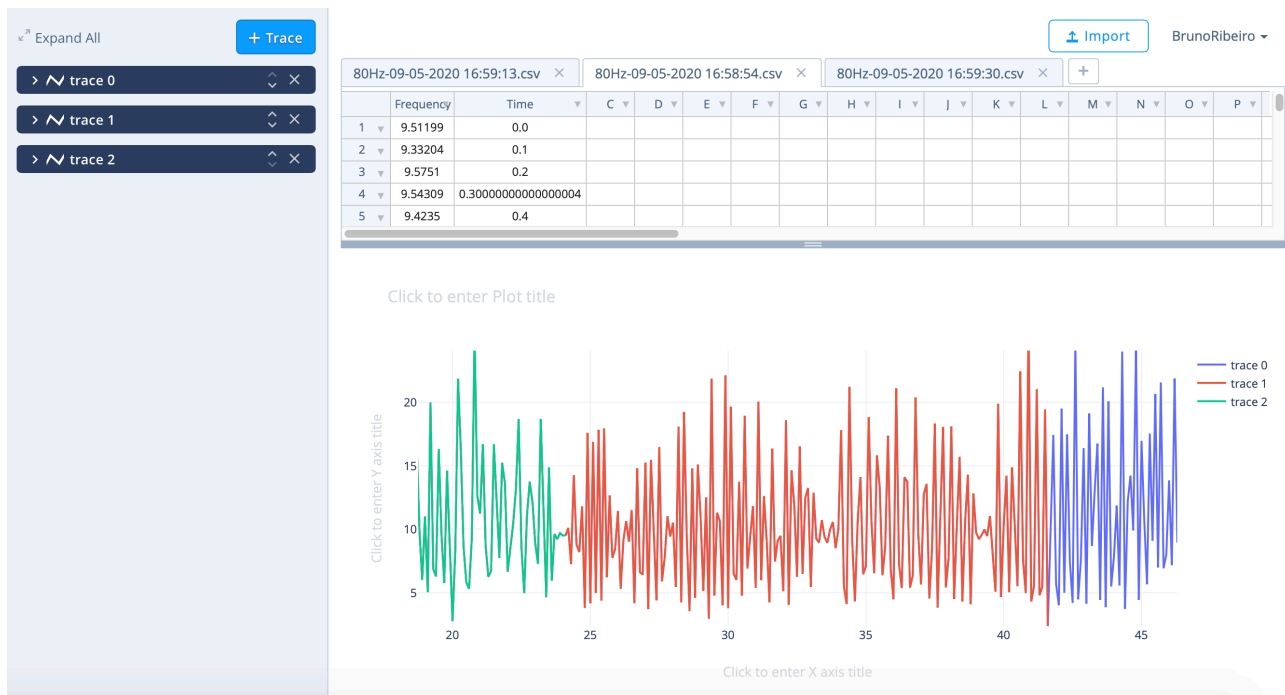 Expand All
+ Trace
Import
BrunoRibeiro
trace 0
trace 1
trace 2
80Hz-09-05-2020 16:59:13.csv
80Hz-09-05-2020 16:58:54.csv
80Hz-09-05-2020 16:59:30.csv
+
Frequency Time C D E F G H I J K L M N O P
1 9.51199 0.0
2 9.33204 0.1
3 9.5751 0.2
4 9.54309 0.30000000000000004
5 9.4235 0.4
Click to enter Plot title
trace 0
trace 1
trace 2
Click to enter Y axis title
20
15
10
5
20 25 30 35 40 45
Click to enter X axis title